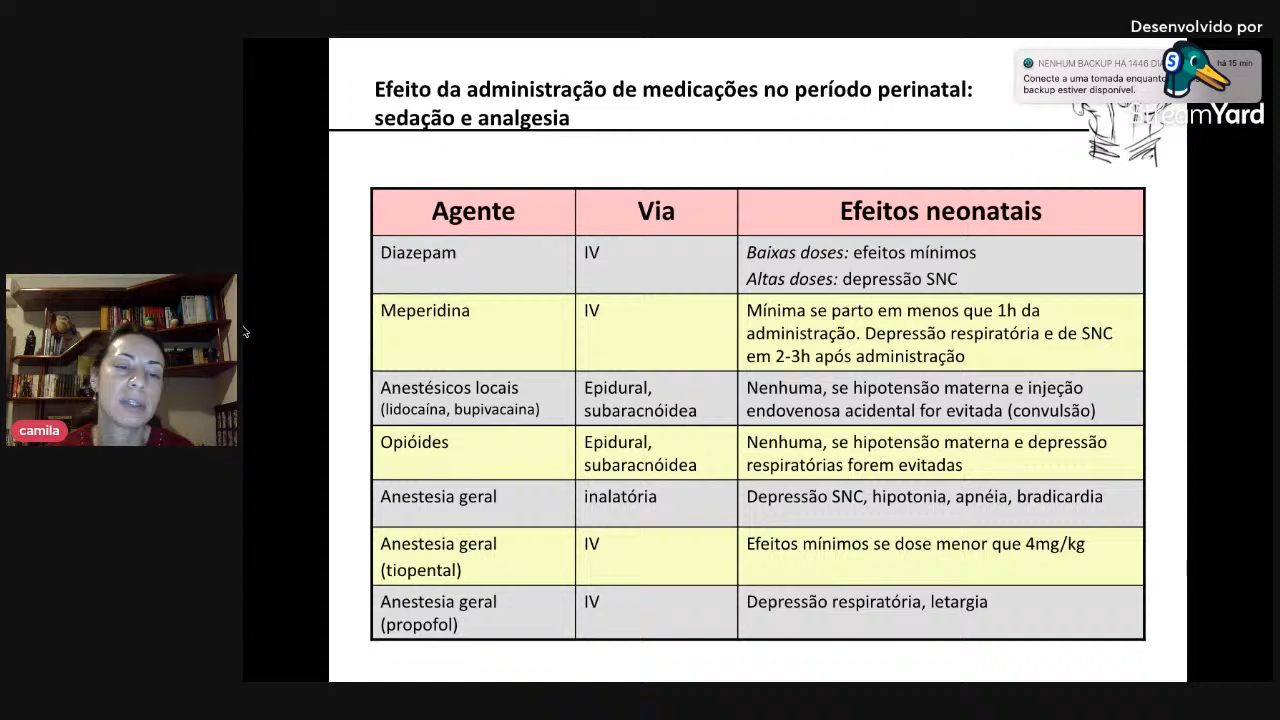 Desenvolvido por
StreamYard
NENHUM BACKUP HÁ 1446
há 15 min
Conecte a uma tomada
backup estiver disponível.
Efeito da administração de medicações no período perinatal:
sedação e analgesia
Agente
Via
Efeitos neonatais
Diazepam
IV
Baixas doses: efeitos mínimos
Altas doses: depressão SNC
Meperidina
IV
Mínima se parto em menos que 1h da
administração. Depressão respiratória e de SNC
em 2-3h após administração
Anestésicos locais
(lidocaína, bupivacaina)
Epidural,
subaracnóidea
Nenhuma, se hipotensão materna e injeção
endovenosa acidental for evitada (convulsão)
Opióides
Epidural,
subaracnóidea
Nenhuma, se hipotensão materna e depressão
respiratórias forem evitadas
Anestesia geral
inalatória
Depressão SNC, hipotonia, apnéia, bradicardia
Anestesia geral
(tiopental)
IV
Efeitos mínimos se dose menor que 4mg/kg
Anestesia geral
(propofol)
IV
Depressão respiratória, letargia
camila